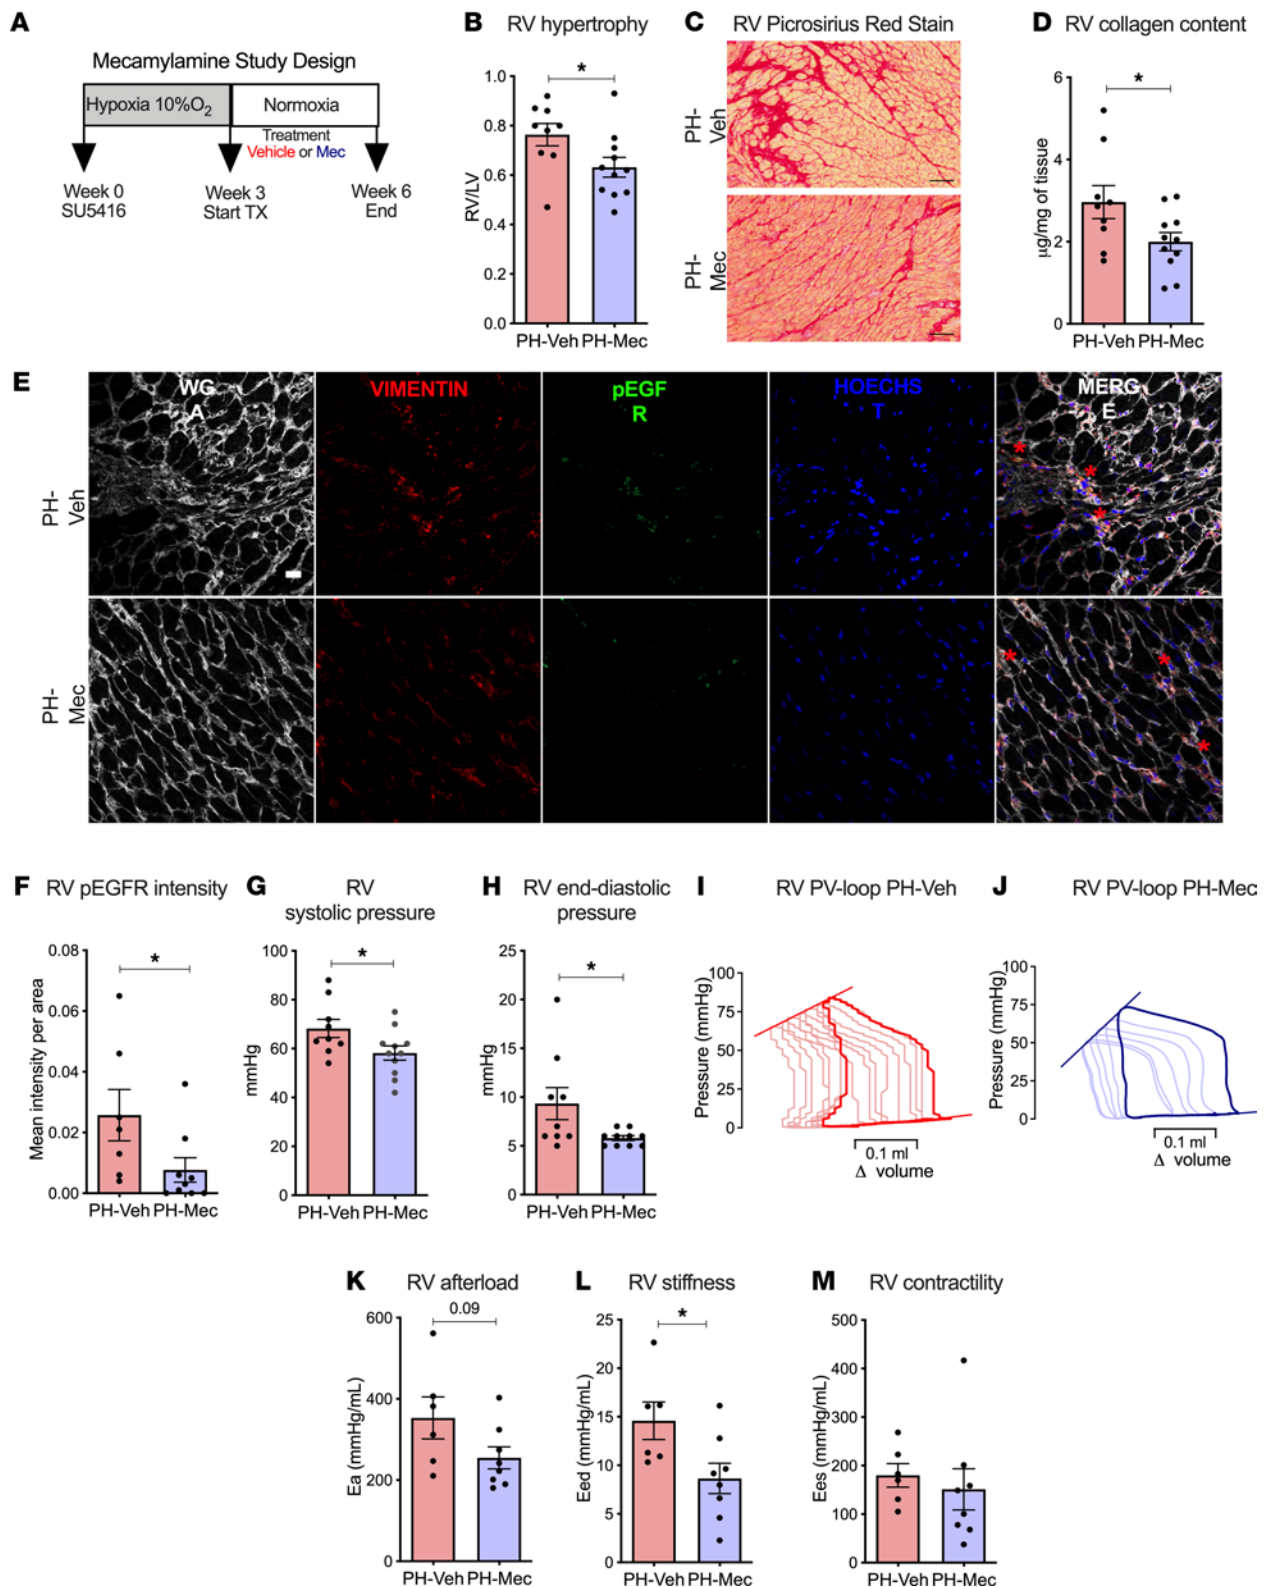 A
Mecamylamine Study Design
Hypoxia 10%O2
Normoxia
Treatment
Vehicle or Mec
Week 0
SU5416
Week 3
Start TX
Week 6
End
B RV hypertrophy
*
RV/LV
1.0
0.8
0.6
0.4
0.2
0.0
PH-Veh PH-Mec
C RV Picrosirius Red Stain
PH-
Veh
PH-
Mec
D RV collagen content
*
μg/mg of tissue
6
4
2
0
PH-Veh PH-Mec
E
WG
A
VIMENTIN
pEGF
R
HOECHS
T
MERG
E
PH-
Veh
* * *
PH-
Mec
* * *
F RV pEGFR intensity
*
Mean intensity per area
0.08
0.06
0.04
0.02
0.00
PH-Veh PH-Mec
G RV
systolic pressure
*
mmHg
100
80
60
40
20
0
PH-Veh PH-Mec
H RV end-diastolic
pressure
*
mmHg
25
20
15
10
5
0
PH-Veh PH-Mec
I RV PV-loop PH-Veh
Pressure (mmHg)
100
75
50
25
0
0.1 ml
Δ volume
J RV PV-loop PH-Mec
Pressure (mmHg)
100
75
50
25
0
0.1 ml
Δ volume
K RV afterload
0.09
Ea (mmHg/mL)
600
400
200
0
PH-Veh PH-Mec
L RV stiffness
*
Eed (mmHg/mL)
25
20
15
10
5
0
PH-Veh PH-Mec
M RV contractility
Ees (mmHg/mL)
500
400
300
200
100
0
PH-Veh PH-Mec